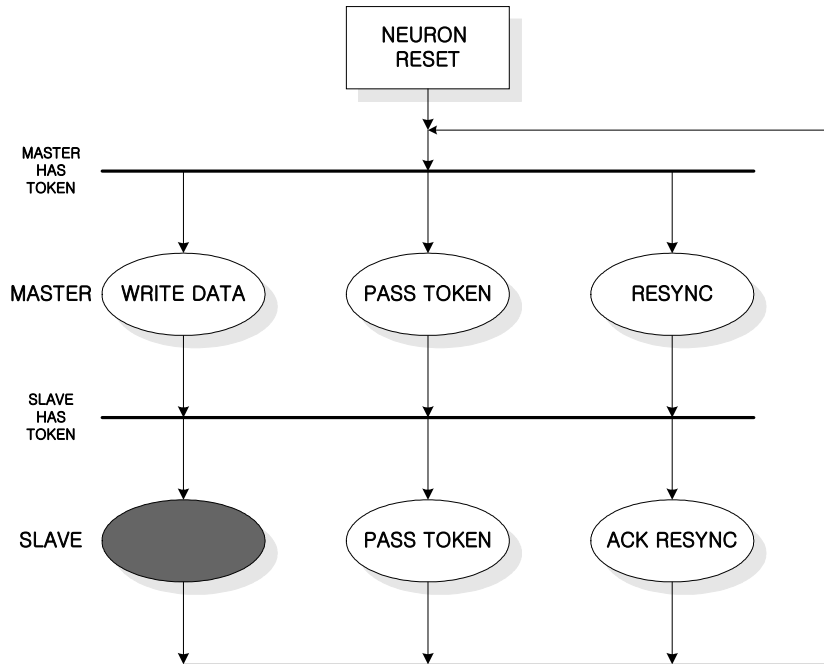 NEURON
RESET
MASTER
HAS
TOKEN
MASTER
WRITE DATA
PASS TOKEN
RESYNC
SLAVE
HAS
TOKEN
SLAVE
PASS TOKEN
ACK RESYNC